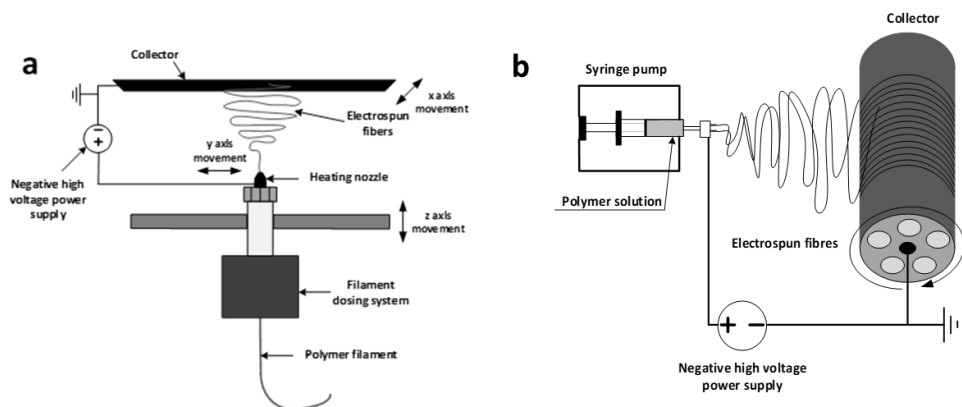 a
Collector
x axis
movement
Electrospun
fibers
y axis
movement
Heating nozzle
Negative high
voltage power
supply
z axis
movement
Filament
dosing system
Polymer filament
b
Collector
Syringe pump
Polymer solution
Electrospun fibres
Negative high voltage
power supply